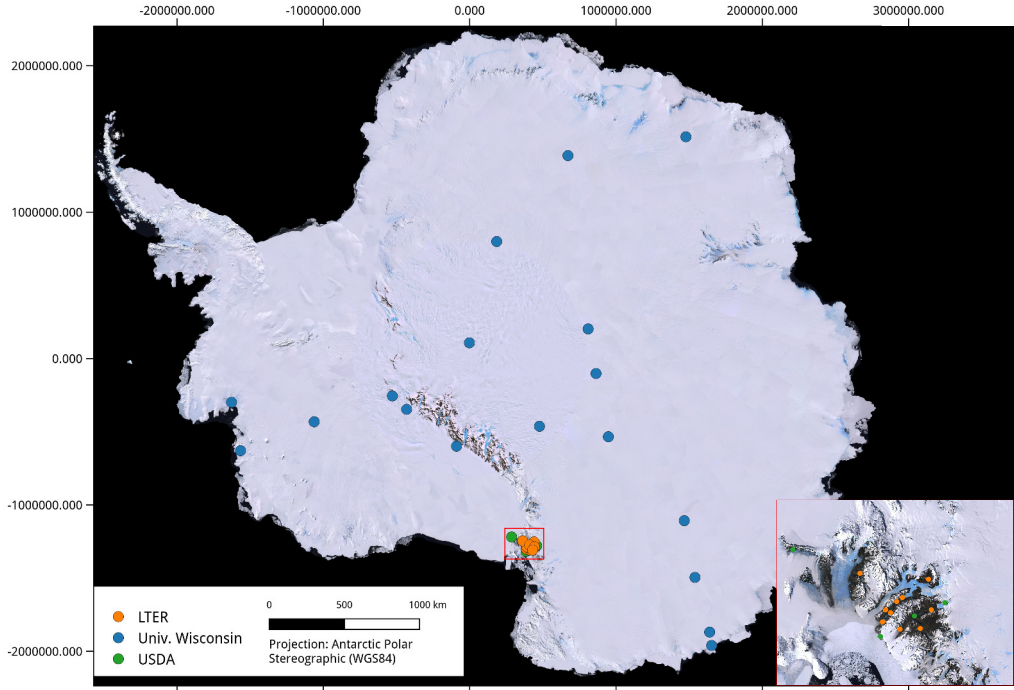 -2000000.000 -1000000.000 0.000 1000000.000 2000000.000 3000000.000
2000000.000
1000000.000
0.000
-1000000.000
-2000000.000
LTER
Univ. Wisconsin
USDA
0 500 1000 km
Projection: Antarctic Polar
Stereographic (WGS84)